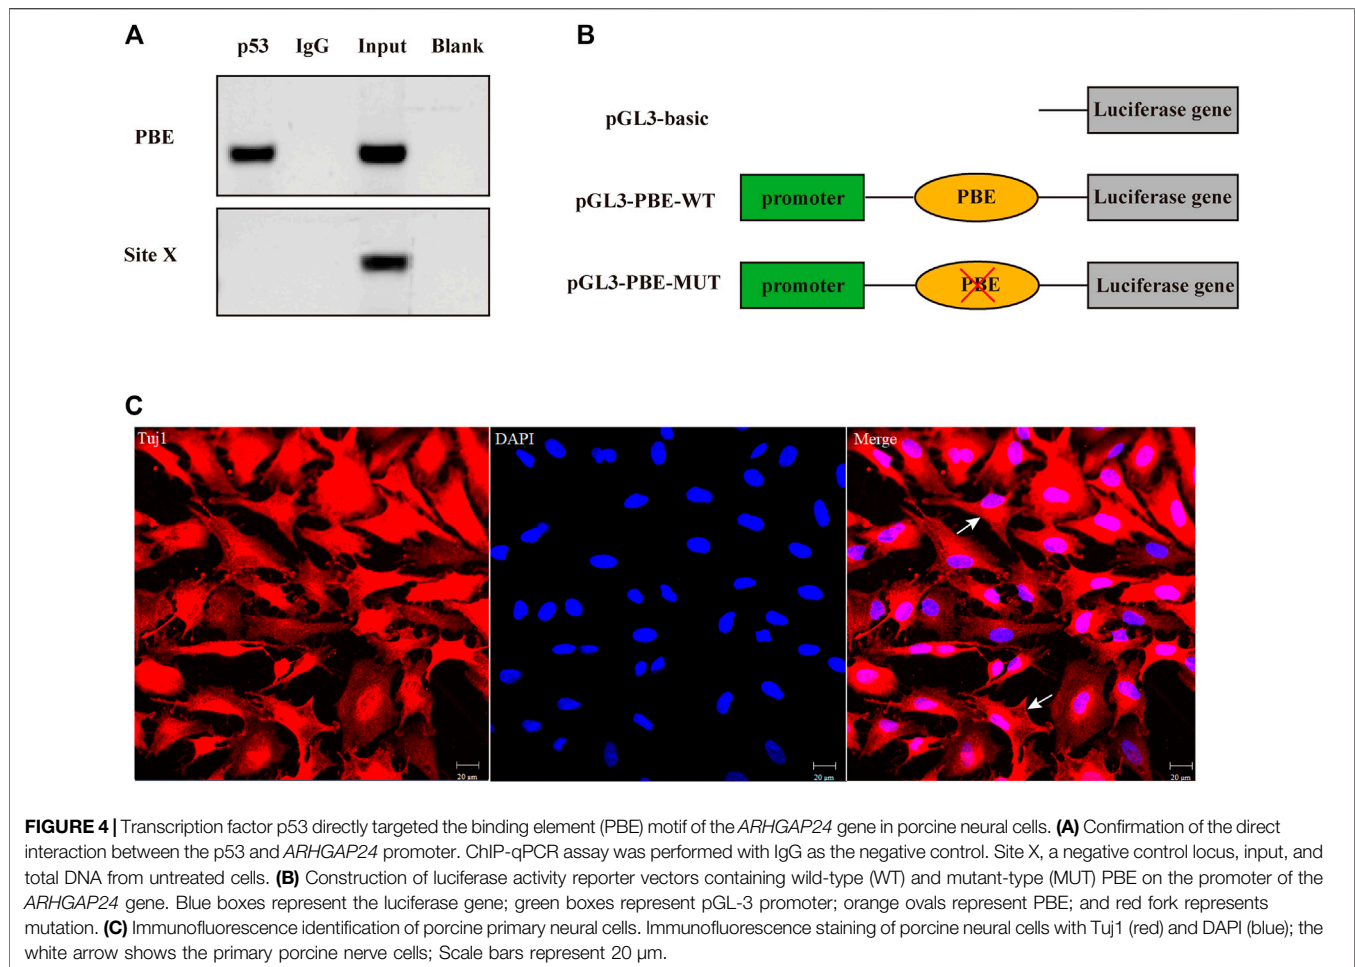 A
p53 IgG Input Blank
PBE
Site X
B
pGL3-basic
Luciferase gene
pGL3-PBE-WT
promoter
PBE
Luciferase gene
pGL3-PBE-MUT
promoter
PBE
Luciferase gene
C
Tuj1
DAPI
Merge
20 µm
20 µm
20 µm
FIGURE 4 | Transcription factor p53 directly targeted the binding element (PBE) motif of the ARHGAP24 gene in porcine neural cells. (A) Confirmation of the direct
interaction between the p53 and ARHGAP24 promoter. ChIP-qPCR assay was performed with IgG as the negative control. Site X, a negative control locus, input, and
total DNA from untreated cells. (B) Construction of luciferase activity reporter vectors containing wild-type (WT) and mutant-type (MUT) PBE on the promoter of the
ARHGAP24 gene. Blue boxes represent the luciferase gene; green boxes represent pGL-3 promoter; orange ovals represent PBE; and red fork represents
mutation. (C) Immunofluorescence identification of porcine primary neural cells. Immunofluorescence staining of porcine neural cells with Tuj1 (red) and DAPI (blue); the
white arrow shows the primary porcine nerve cells; Scale bars represent 20 µm.